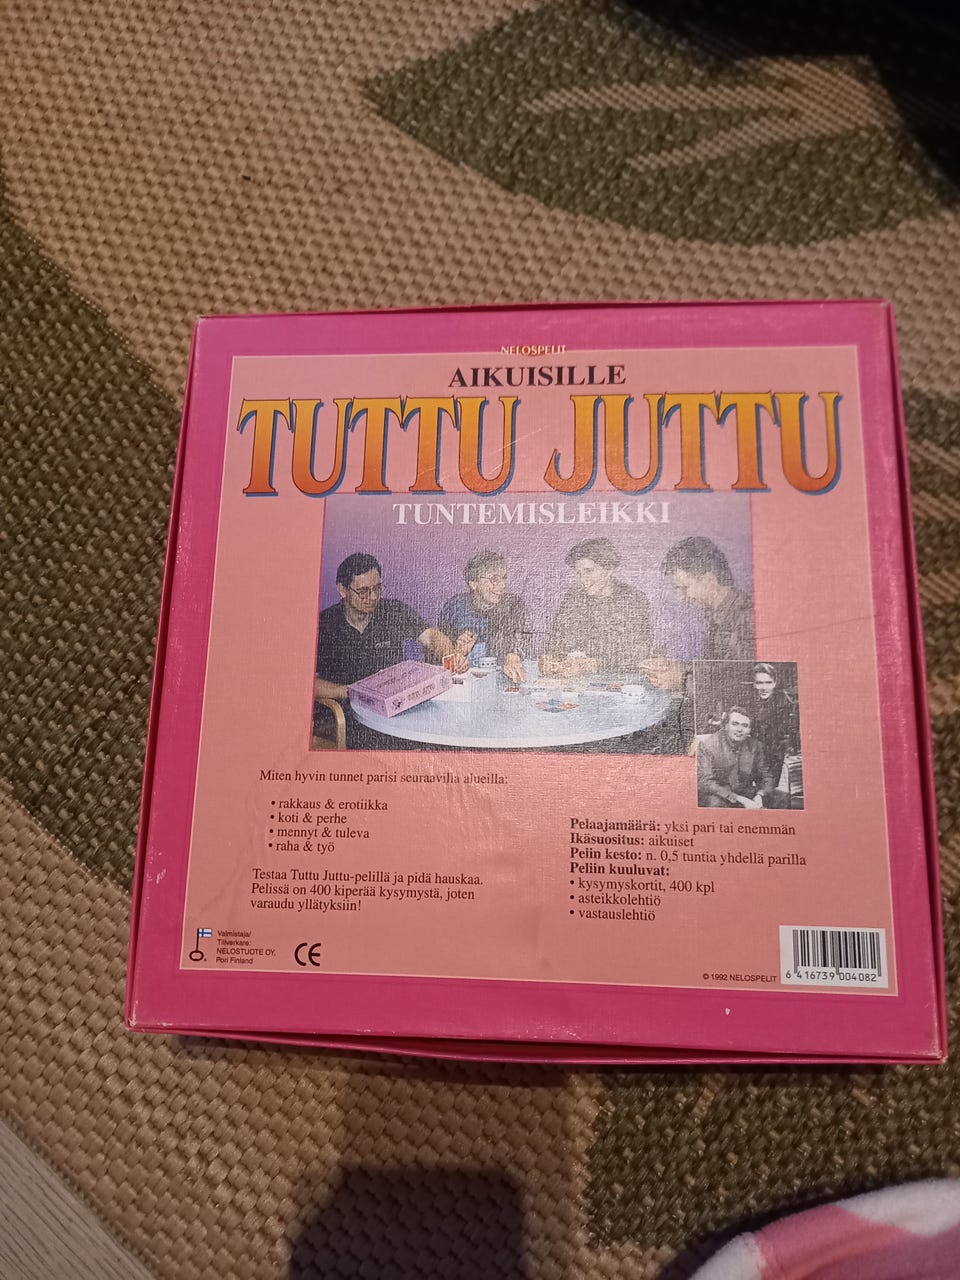 NELOSPELIT
AIKUISILLE
TUTTU JUTTU
TUNTEMISLEIKKI
Miten hyvin tunnet parisi seuraavilla alueilla:
• rakkaus & erotiikka
• koti & perhe
• mennyt & tuleva
• raha & työ
Testaa Tuttu Juttu-pelillä ja pidä hauskaa.
Pelissä on 400 kiperää kysymystä, joten
varaudu yllätyksiin!
Pelaajamäärä: yksi pari tai enemmän
Ikäsuositus: aikuiset
Pelin kesto: n. 0,5 tuntia yhdellä parilla
Peliin kuuluvat:
• kysymyskortit, 400 kpl
• asteikkolehtiö
• vastauslehtiö
Valmistaja/
Tillverkare:
NELOSTUOTE OY,
Pori Finland
CE
© 1992 NELOSPELIT
6 416739 004082